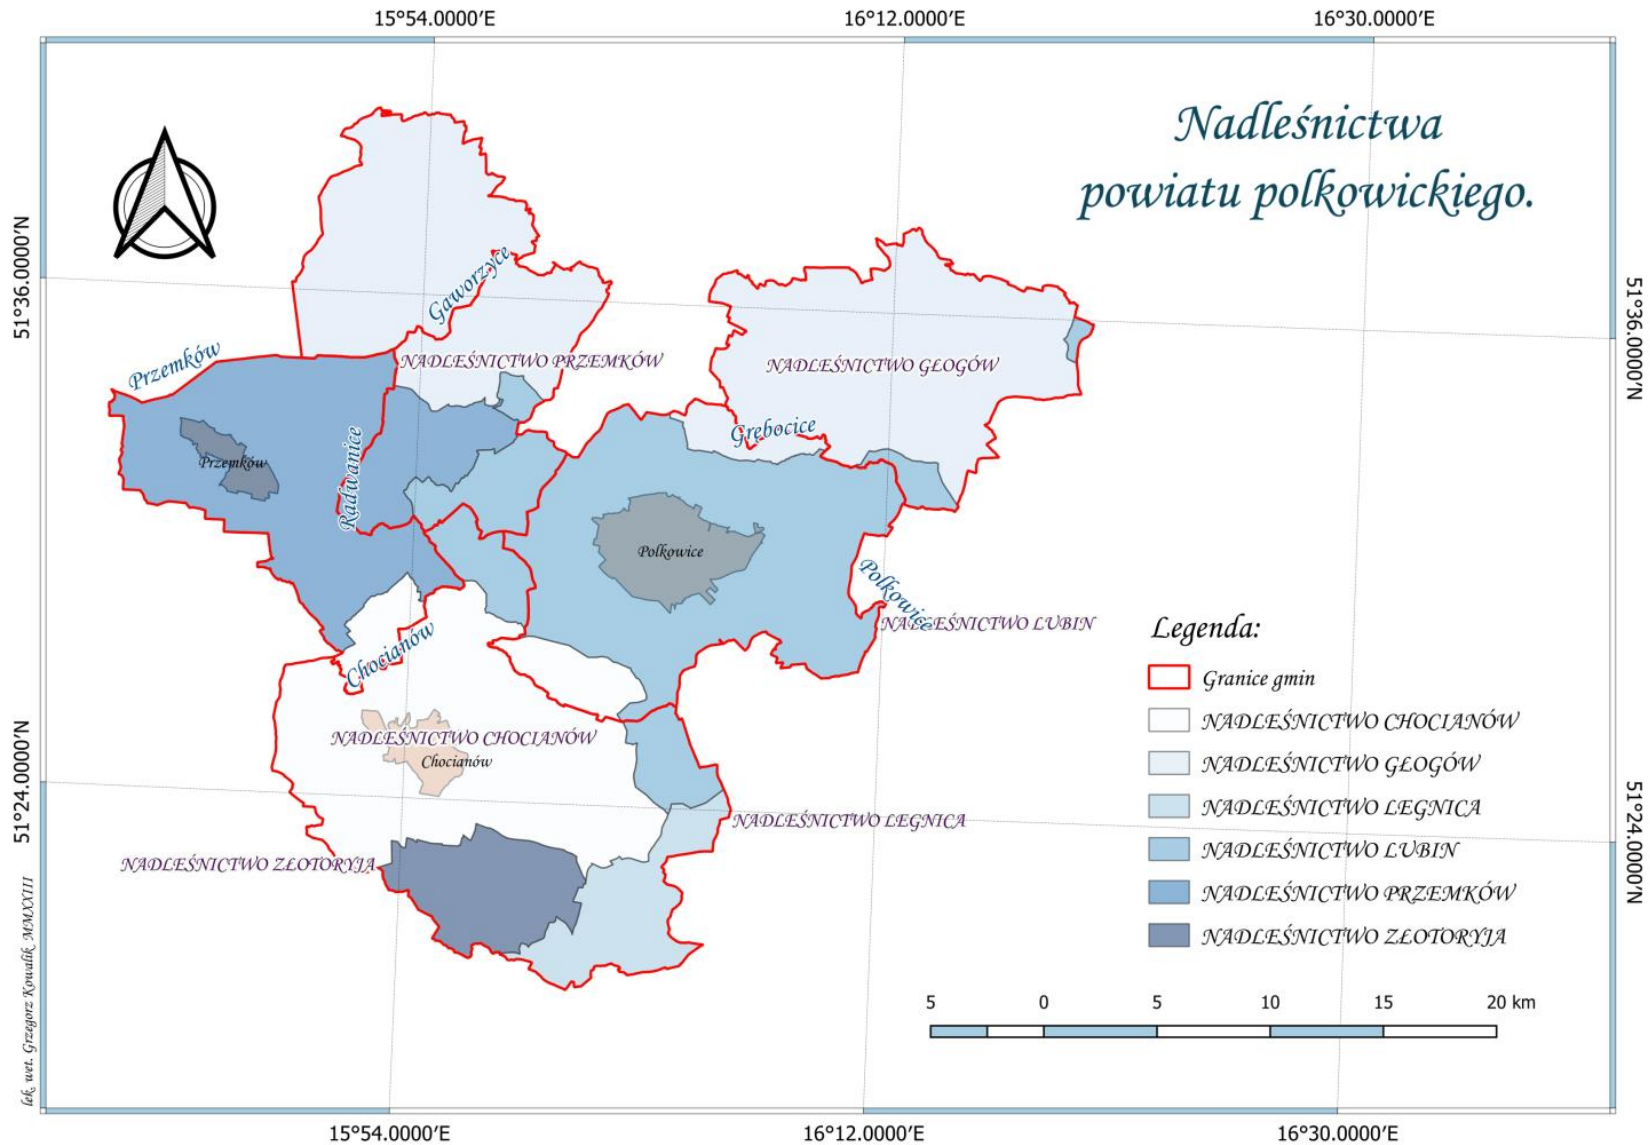 15°54.0000′E
16°12.0000′E
16°30.0000′E
Nadleśnictwa
powiatu polkowickiego.
51°36.0000′N
51°36.0000′N
Gaworzyce
Przemków
NADLEŚNICTWO PRZEMKÓW
NADLEŚNICTWO GŁOGÓW
Grębocice
Przemków
Radwanice
Polkowice
Polkowice
NADLEŚNICTWO LUBIN
Chocianów
NADLEŚNICTWO CHOCIANÓW
Chocianów
NADLEŚNICTWO LEGNICA
NADLEŚNICTWO ZŁOTORYJA
51°24.0000′N
51°24.0000′N
Legenda:
Granice gmin
NADLEŚNICTWO CHOCIANÓW
NADLEŚNICTWO GŁOGÓW
NADLEŚNICTWO LEGNICA
NADLEŚNICTWO LUBIN
NADLEŚNICTWO PRZEMKÓW
NADLEŚNICTWO ZŁOTORYJA
5 0 5 10 15 20 km
lek. wet. Grzegorz Kowalik MMXXIII
15°54.0000′E
16°12.0000′E
16°30.0000′E